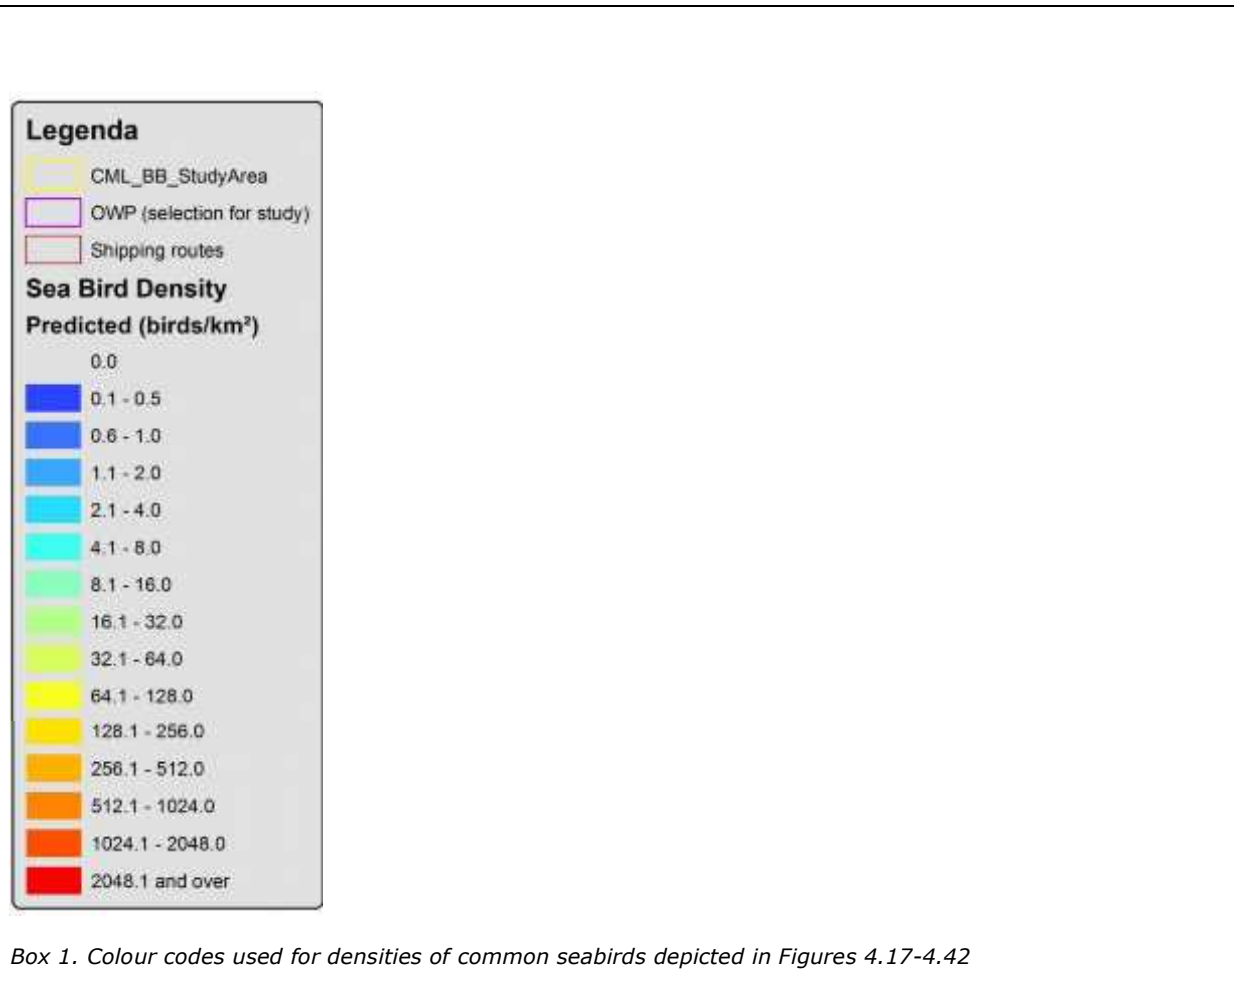 Legenda
CML_BB_StudyArea
OWP (selection for study)
Shipping routes
Sea Bird Density
Predicted (birds/km²)
0.0
0.1 - 0.5
0.6 - 1.0
1.1 - 2.0
2.1 - 4.0
4.1 - 8.0
8.1 - 16.0
16.1 - 32.0
32.1 - 64.0
64.1 - 128.0
128.1 - 256.0
256.1 - 512.0
512.1 - 1024.0
1024.1 - 2048.0
2048.1 and over
Box 1. Colour codes used for densities of common seabirds depicted in Figures 4.17-4.42